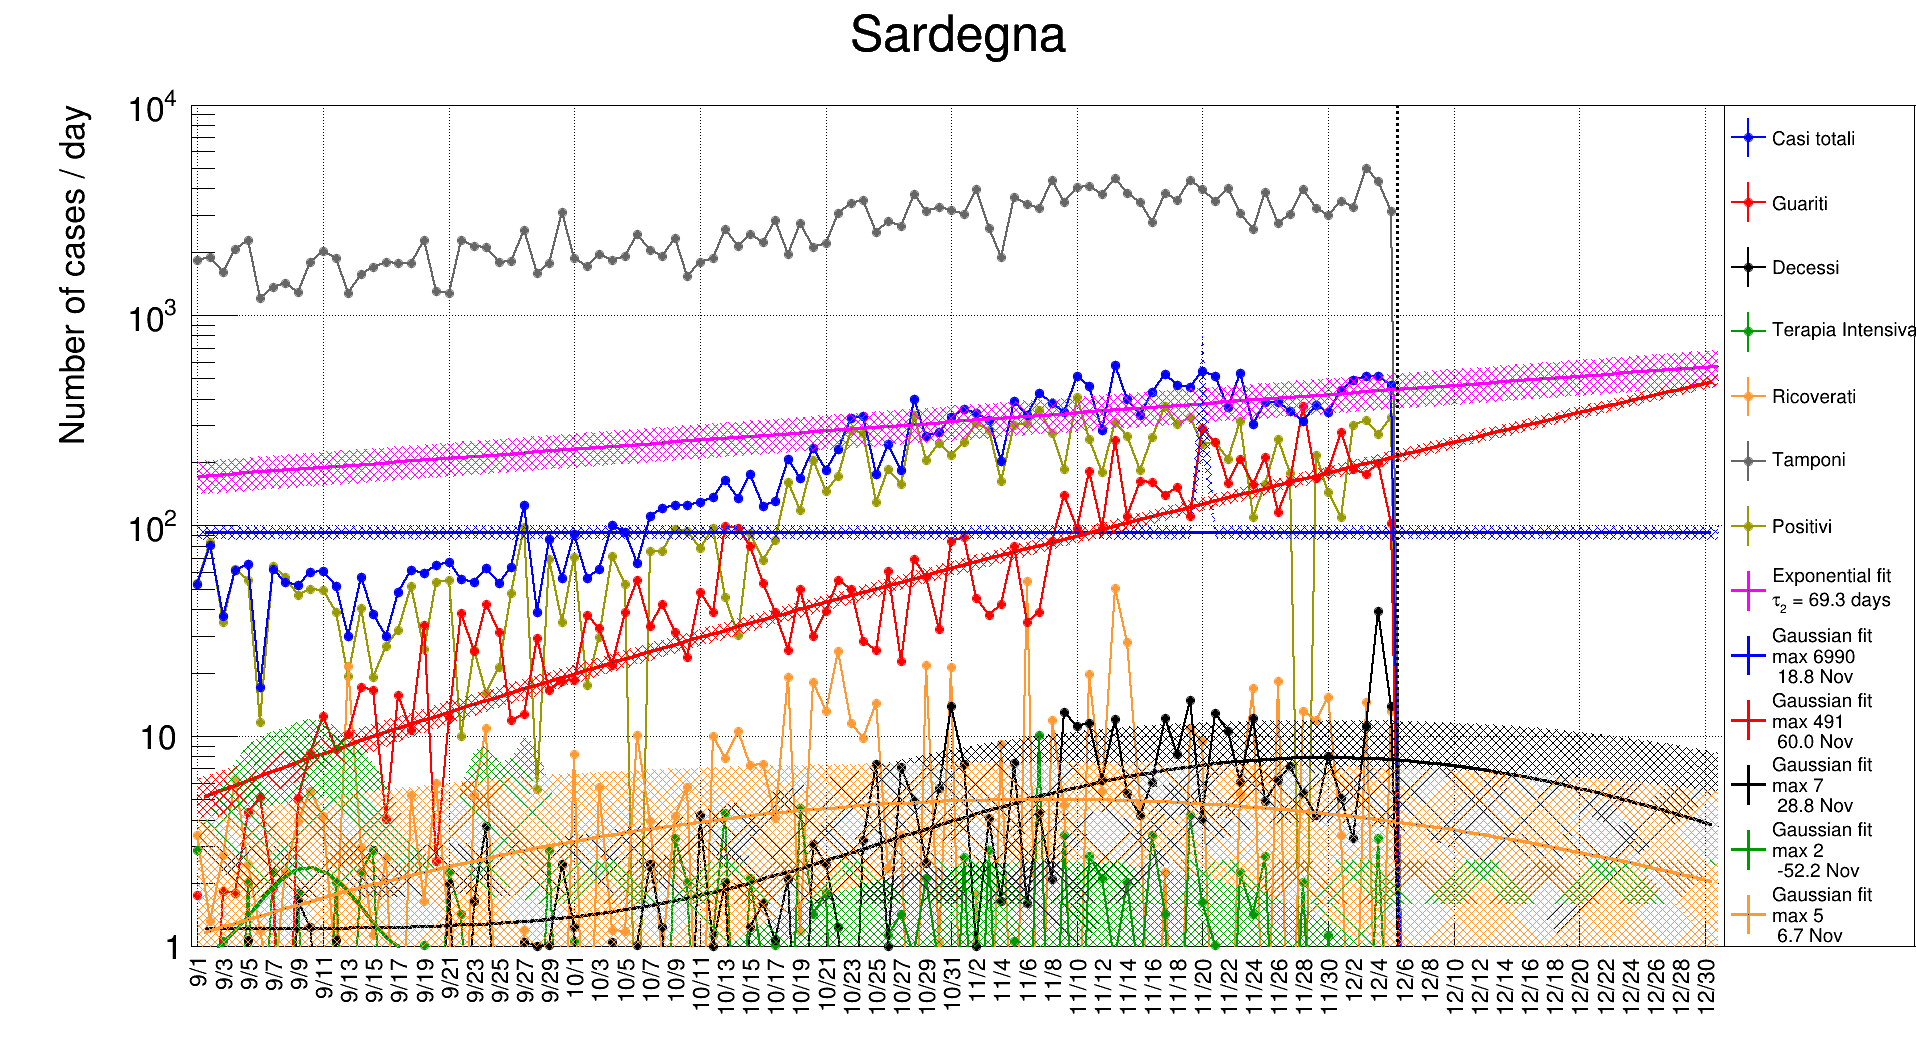 Sardegna
Number of cases / day
10⁴
10³
10²
10
1
9/1
9/3
9/5
9/7
9/9
9/11
9/13
9/15
9/17
9/19
9/21
9/23
9/25
9/27
9/29
10/1
10/3
10/5
10/7
10/9
10/11
10/13
10/15
10/17
10/19
10/21
10/23
10/25
10/27
10/29
10/31
11/2
11/4
11/6
11/8
11/10
11/12
11/14
11/16
11/18
11/20
11/22
11/24
11/26
11/28
11/30
12/2
12/4
12/6
12/8
12/10
12/12
12/14
12/16
12/18
12/20
12/22
12/24
12/26
12/28
12/30
Casi totali
Guariti
Decessi
Terapia Intensiva
Ricoverati
Tamponi
Positivi
Exponential fit
τ₂ = 69.3 days
Gaussian fit
max 6990
18.8 Nov
Gaussian fit
max 491
60.0 Nov
Gaussian fit
max 7
28.8 Nov
Gaussian fit
max 2
-52.2 Nov
Gaussian fit
max 5
6.7 Nov